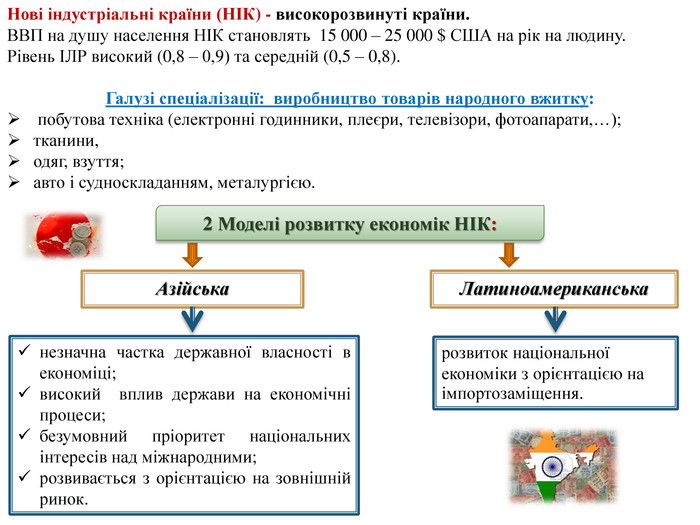 Нові індустріальні країни (НІК) - високорозвинуті країни.
ВВП на душу населення НІК становлять 15 000 – 25 000 $ США на рік на людину.
Рівень ІЛР високий (0,8 – 0,9) та середній (0,5 – 0,8).
Галузі спеціалізації: виробництво товарів народного вжитку:
➢ побутова техніка (електронні годинники, плеєри, телевізори, фотоапарати,…);
➢ тканини,
➢ одяг, взуття;
➢ авто і судноскладанням, металургією.
2 Моделі розвитку економік НІК:
Азійська
Латиноамериканська
✓ незначна частка державної власності в
економіці;
✓ високий вплив держави на економічні
процеси;
✓ безумовний пріоритет національних
інтересів над міжнародними;
✓ розвивається з орієнтацією на зовнішній
ринок.
розвиток національної
економіки з орієнтацією на
імпортозаміщення.